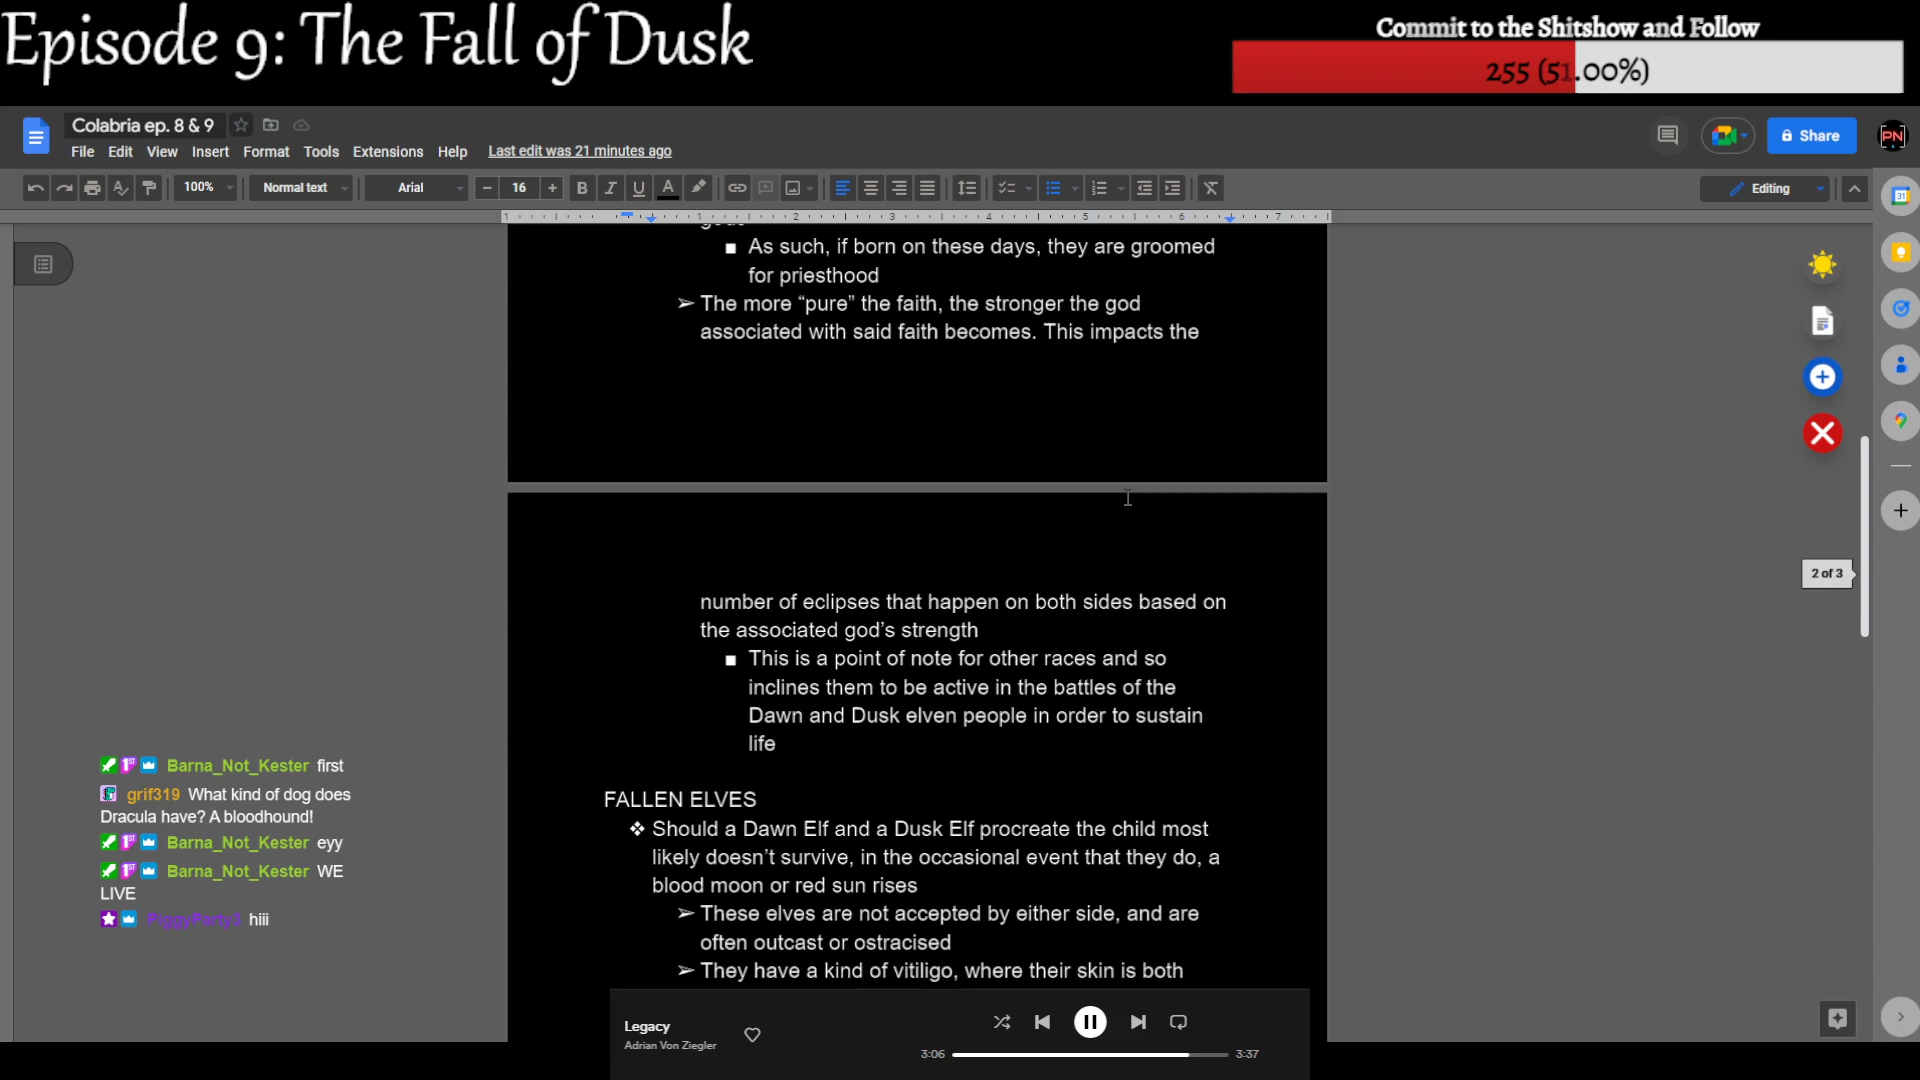 Episode 9: The Fall of Dusk
Commit to the Shitshow and Follow
255 (51.00%)
Colabria ep. 8 & 9
File Edit View Insert Format Tools Extensions Help Last edit was 21 minutes ago
Share
PN
100% Normal text Arial 16 Editing
1 1 2 3 4 5 6 7
As such, if born on these days, they are groomed
for priesthood
The more “pure” the faith, the stronger the god
associated with said faith becomes. This impacts the
2 of 3
number of eclipses that happen on both sides based on
the associated god’s strength
This is a point of note for other races and so
inclines them to be active in the battles of the
Dawn and Dusk elven people in order to sustain
life
FALLEN ELVES
Should a Dawn Elf and a Dusk Elf procreate the child most
likely doesn’t survive, in the occasional event that they do, a
blood moon or red sun rises
These elves are not accepted by either side, and are
often outcast or ostracised
They have a kind of vitiligo, where their skin is both
Barna_Not_Kester first
grif319 What kind of dog does
Dracula have? A bloodhound!
Barna_Not_Kester eyy
Barna_Not_Kester WE
LIVE
hiii
Legacy
Adrian Von Ziegler
3:06 3:37